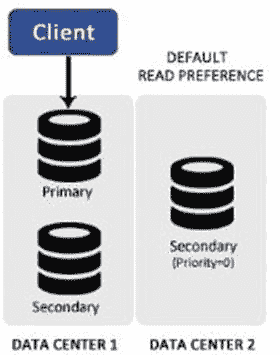 Client
DEFAULT
READ PREFERENCE
Primary
Secondary
DATA CENTER 1
Secondary
(Priority=0)
DATA CENTER 2